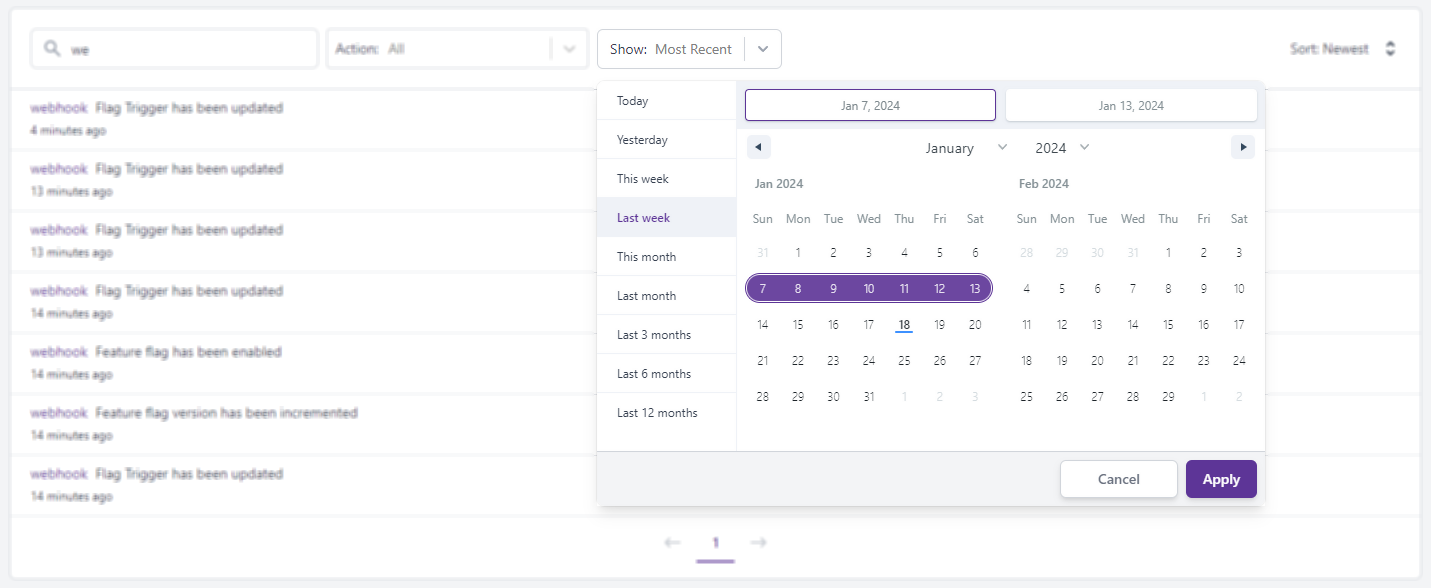 we
Action: All
Show: Most Recent
Sort: Newest
webhook Flag Trigger has been updated
4 minutes ago
webhook Flag Trigger has been updated
13 minutes ago
webhook Flag Trigger has been updated
13 minutes ago
webhook Flag Trigger has been updated
14 minutes ago
webhook Feature flag has been enabled
14 minutes ago
webhook Feature flag version has been incremented
14 minutes ago
webhook Flag Trigger has been updated
14 minutes ago
1
Today
Yesterday
This week
Last week
This month
Last month
Last 3 months
Last 6 months
Last 12 months
Jan 7, 2024
Jan 13, 2024
January 2024
Jan 2024
Sun Mon Tue Wed Thu Fri Sat
31 1 2 3 4 5 6
7 8 9 10 11 12 13
14 15 16 17 18 19 20
21 22 23 24 25 26 27
28 29 30 31 1 2 3
Feb 2024
Sun Mon Tue Wed Thu Fri Sat
28 29 30 31 1 2 3
4 5 6 7 8 9 10
11 12 13 14 15 16 17
18 19 20 21 22 23 24
25 26 27 28 29 1 2
Cancel
Apply